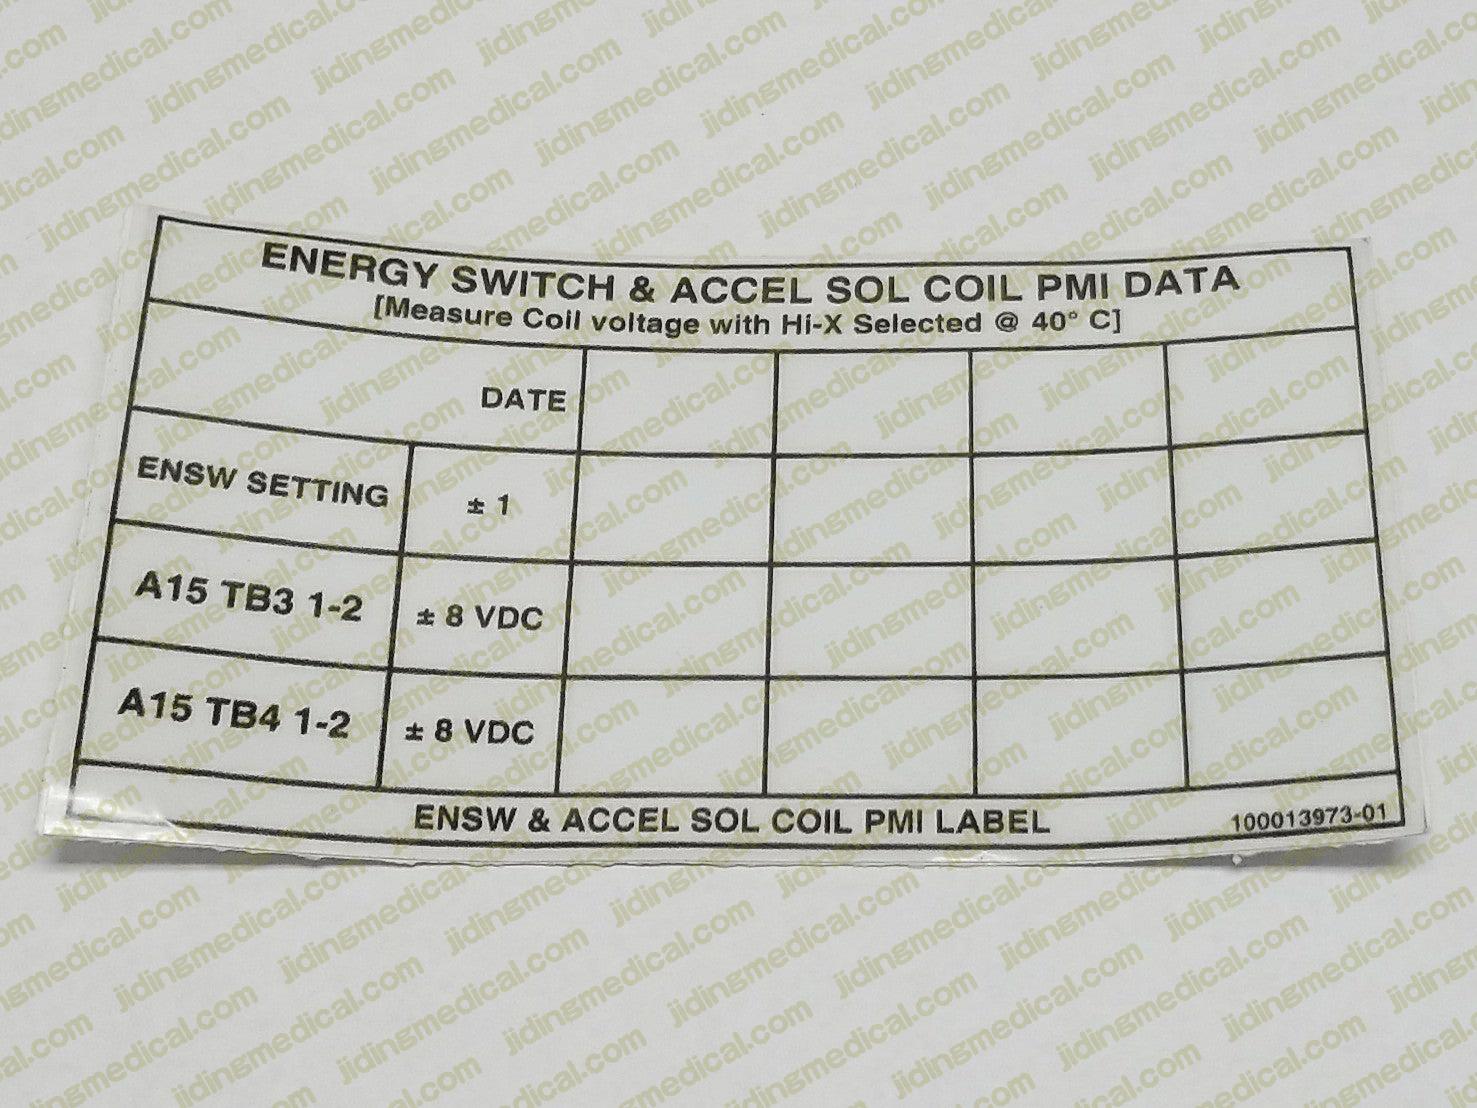 ENERGY SWITCH & ACCEL SOL COIL PMI DATA
[Measure Coil voltage with Hi-X Selected @ 40° C]
DATE
ENSW SETTING ± 1
A15 TB3 1-2 ± 8 VDC
A15 TB4 1-2 ± 8 VDC
ENSW & ACCEL SOL COIL PMI LABEL 100013973-01
jidingmedical.com